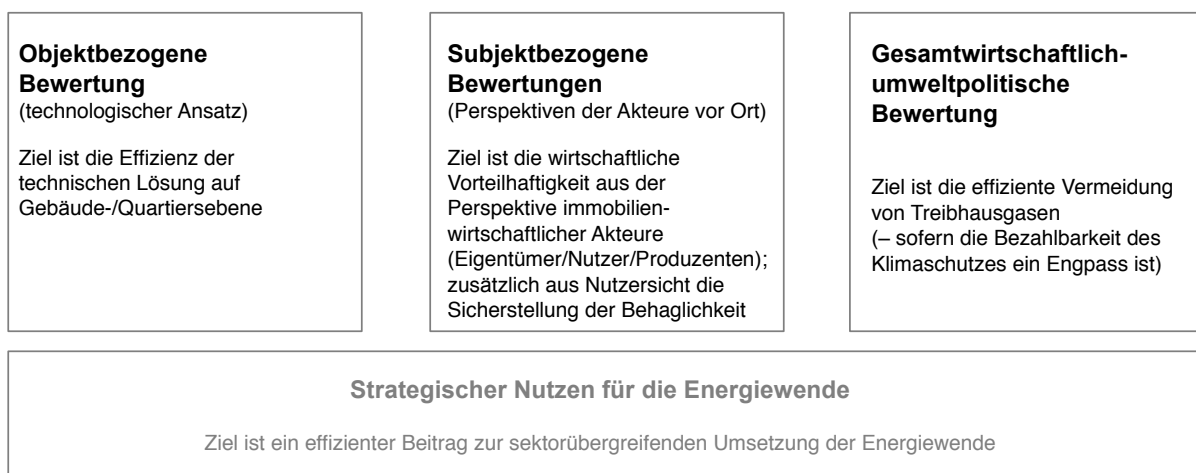 Objektbezogene
Bewertung
(technologischer Ansatz)
Ziel ist die Effizienz der
technischen Lösung auf
Gebäude-/Quartiersebene
Subjektbezogene
Bewertungen
(Perspektiven der Akteure vor Ort)
Ziel ist die wirtschaftliche
Vorteilhaftigkeit aus der
Perspektive immobilien-
wirtschaftlicher Akteure
(Eigentümer/Nutzer/Produzenten);
zusätzlich aus Nutzersicht die
Sicherstellung der Behaglichkeit
Gesamtwirtschaftlich-
umweltpolitische
Bewertung
Ziel ist die effiziente Vermeidung
von Treibhausgasen
(– sofern die Bezahlbarkeit des
Klimaschutzes ein Engpass ist)
Strategischer Nutzen für die Energiewende
Ziel ist ein effizienter Beitrag zur sektorübergreifenden Umsetzung der Energiewende